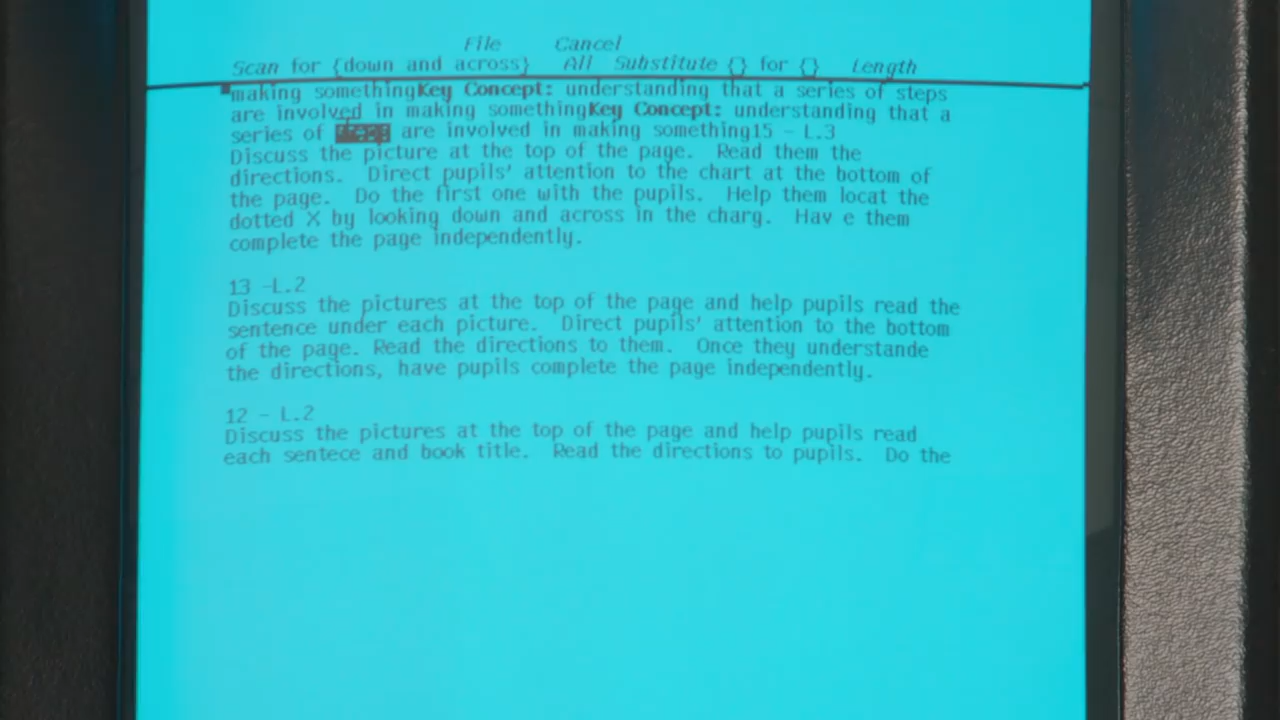 File Cancel
Scan for {down and across} All Substitute {} for {} Length
making somethingKey Concept: understanding that a series of steps
are involved in making somethingKey Concept: understanding that a
series of steps are involved in making something15 - L.3
Discuss the picture at the top of the page. Read them the
directions. Direct pupils' attention to the chart at the bottom of
the page. Do the first one with the pupils. Help them locat the
dotted X by looking down and across in the charg. Hav e them
complete the page independently.
13 -L.2
Discuss the pictures at the top of the page and help pupils read the
sentence under each picture. Direct pupils' attention to the bottom
of the page. Read the directions to them. Once they understande
the directions, have pupils complete the page independently.
12 - L.2
Discuss the pictures at the top of the page and help pupils read
each sentece and book title. Read the directions to pupils. Do the